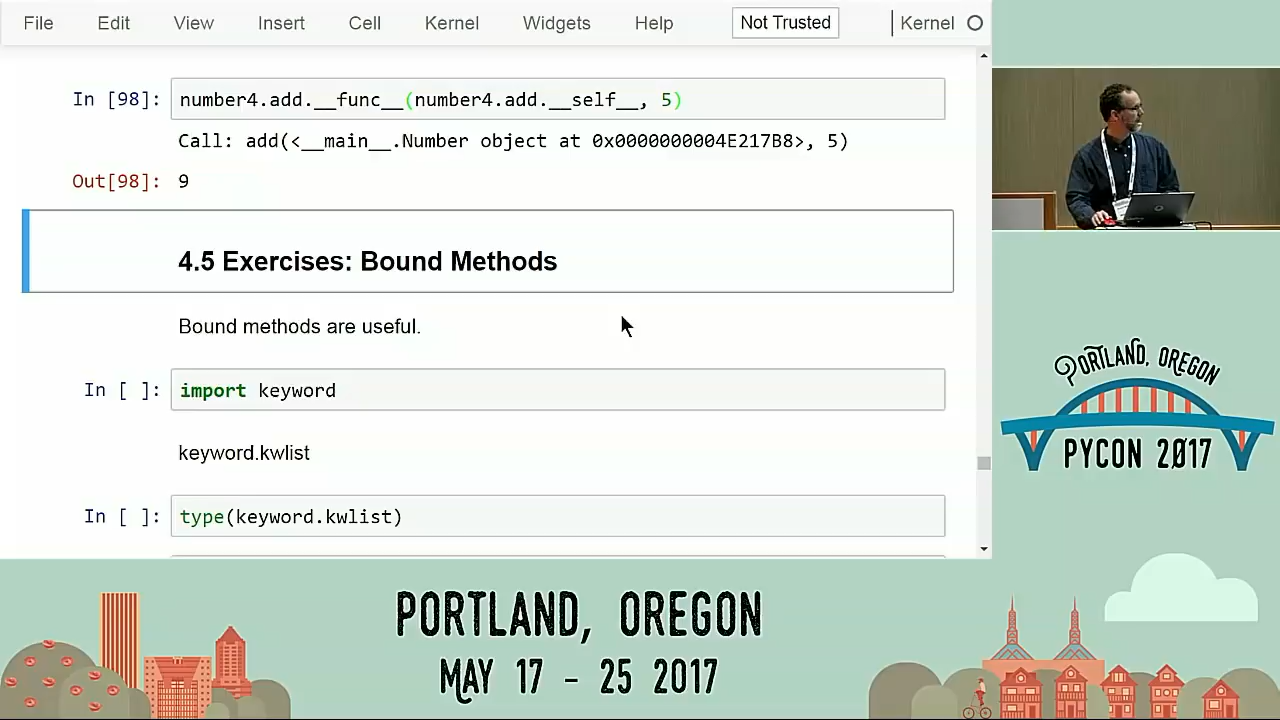 File Edit View Insert Cell Kernel Widgets Help Not Trusted Kernel
In [98]: number4.add.__func__(number4.add.__self__, 5)
Call: add(<__main__.Number object at 0x0000000004E217B8>, 5)
Out[98]: 9
4.5 Exercises: Bound Methods
Bound methods are useful.
In [ ]: import keyword
keyword.kwlist
In [ ]: type(keyword.kwlist)
PORTLAND, OREGON
PYCON 2017
PORTLAND, OREGON
MAY 17 - 25 2017